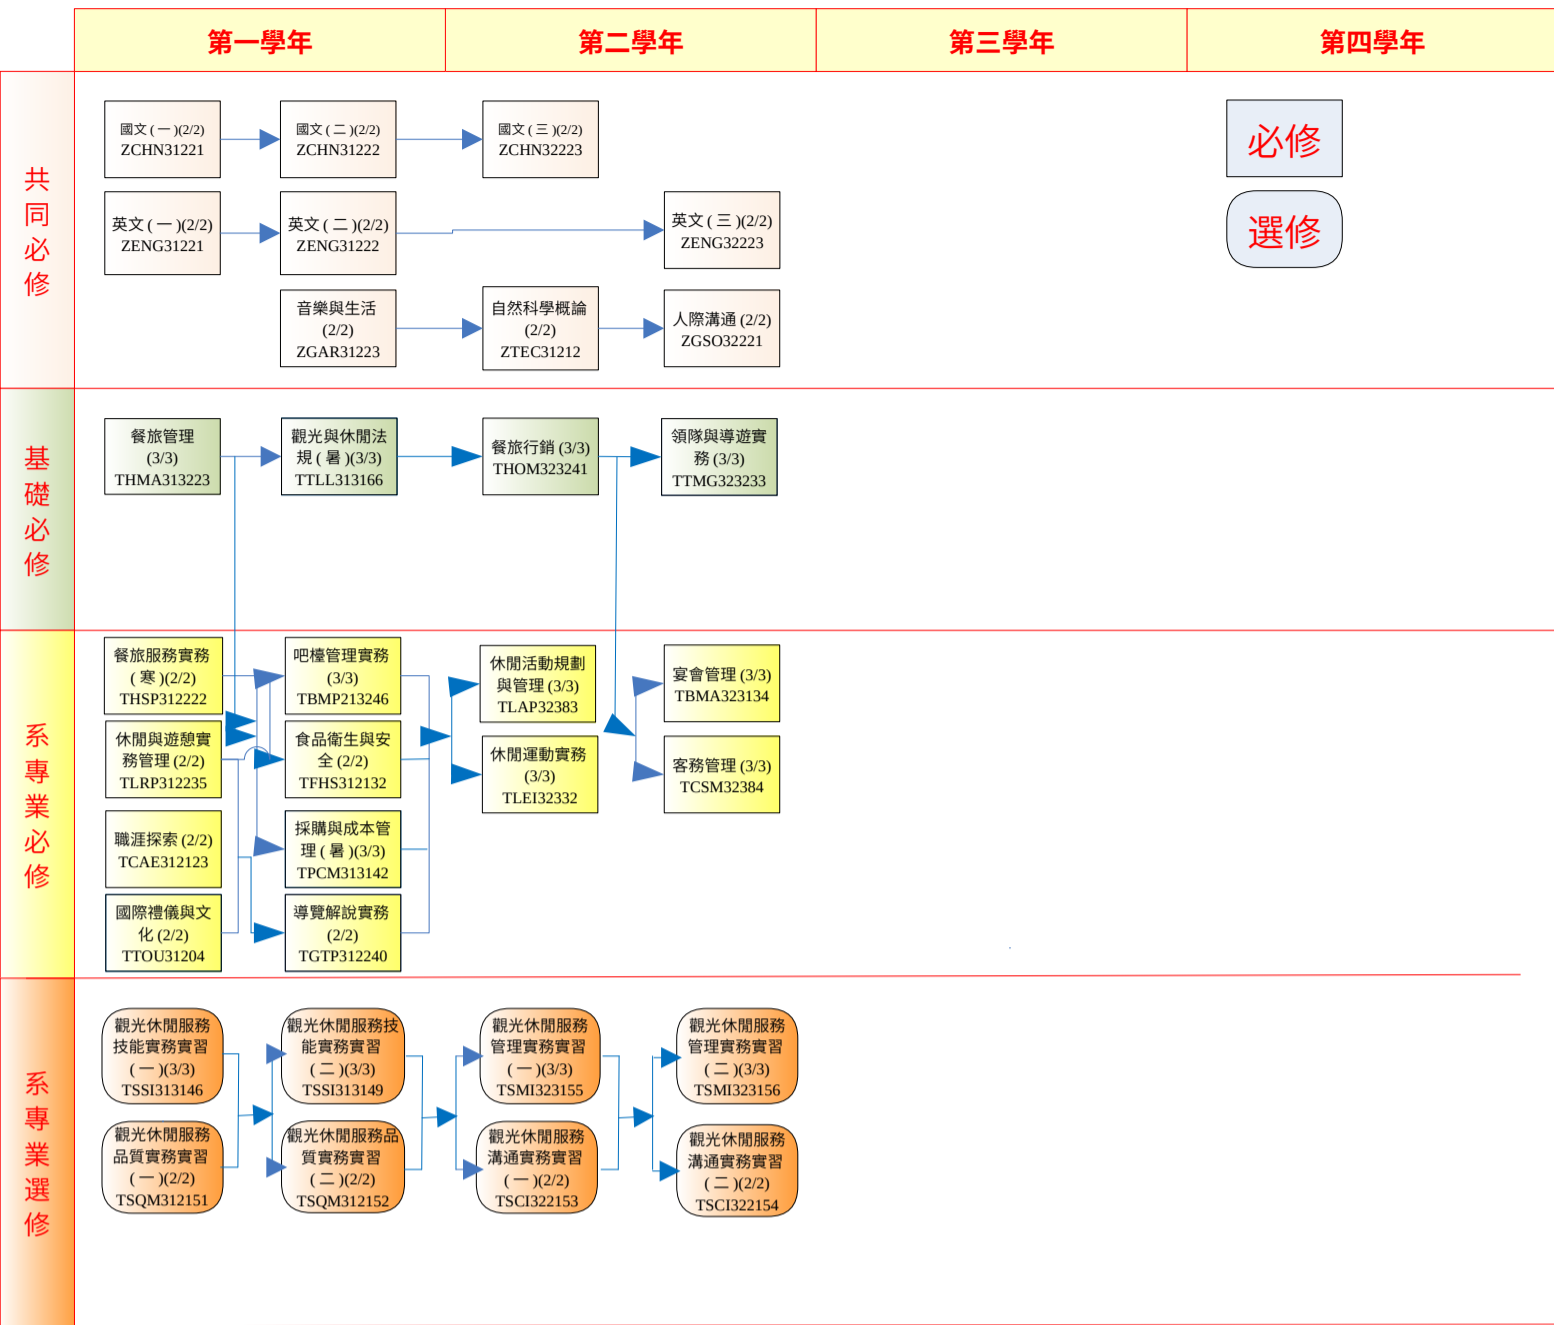 第一學年
第二學年
第三學年
第四學年
共
同
必
修
國文 ( 一 )(2/2)
ZCHN31221
國文 ( 二 )(2/2)
ZCHN31222
國文 ( 三 )(2/2)
ZCHN32223
必修
英文 ( 一 )(2/2)
ZENG31221
英文 ( 二 )(2/2)
ZENG31222
英文 ( 三 )(2/2)
ZENG32223
選修
音樂與生活
(2/2)
ZGAR31223
自然科學概論
(2/2)
ZTEC31212
人際溝通 (2/2)
ZGSO32221
基
礎
必
修
餐旅管理
(3/3)
THMA313223
觀光與休閒法
規 ( 暑 )(3/3)
TTLL313166
餐旅行銷 (3/3)
THOM323241
領隊與導遊實
務 (3/3)
TTMG323233
系
專
業
必
修
餐旅服務實務
( 寒 )(2/2)
THSP312222
吧檯管理實務
(3/3)
TBMP213246
休閒活動規劃
與管理 (3/3)
TLAP32383
宴會管理 (3/3)
TBMA323134
休閒與遊憩實
務管理 (2/2)
TLRP312235
食品衛生與安
全 (2/2)
TFHS312132
休閒運動實務
(3/3)
TLEI32332
客務管理 (3/3)
TCSM32384
職涯探索 (2/2)
TCAE312123
採購與成本管
理 ( 暑 )(3/3)
TPCM313142
國際禮儀與文
化 (2/2)
TTOU31204
導覽解說實務
(2/2)
TGTP312240
系
專
業
選
修
觀光休閒服務
技能實務實習
( 一 )(3/3)
TSSI313146
觀光休閒服務技
能實務實習
( 二 )(3/3)
TSSI313149
觀光休閒服務
管理實務實習
( 一 )(3/3)
TSMI323155
觀光休閒服務
管理實務實習
( 二 )(3/3)
TSMI323156
觀光休閒服務
品質實務實習
( 一 )(2/2)
TSQM312151
觀光休閒服務品
質實務實習
( 二 )(2/2)
TSQM312152
觀光休閒服務
溝通實務實習
( 一 )(2/2)
TSCI322153
觀光休閒服務
溝通實務實習
( 二 )(2/2)
TSCI322154